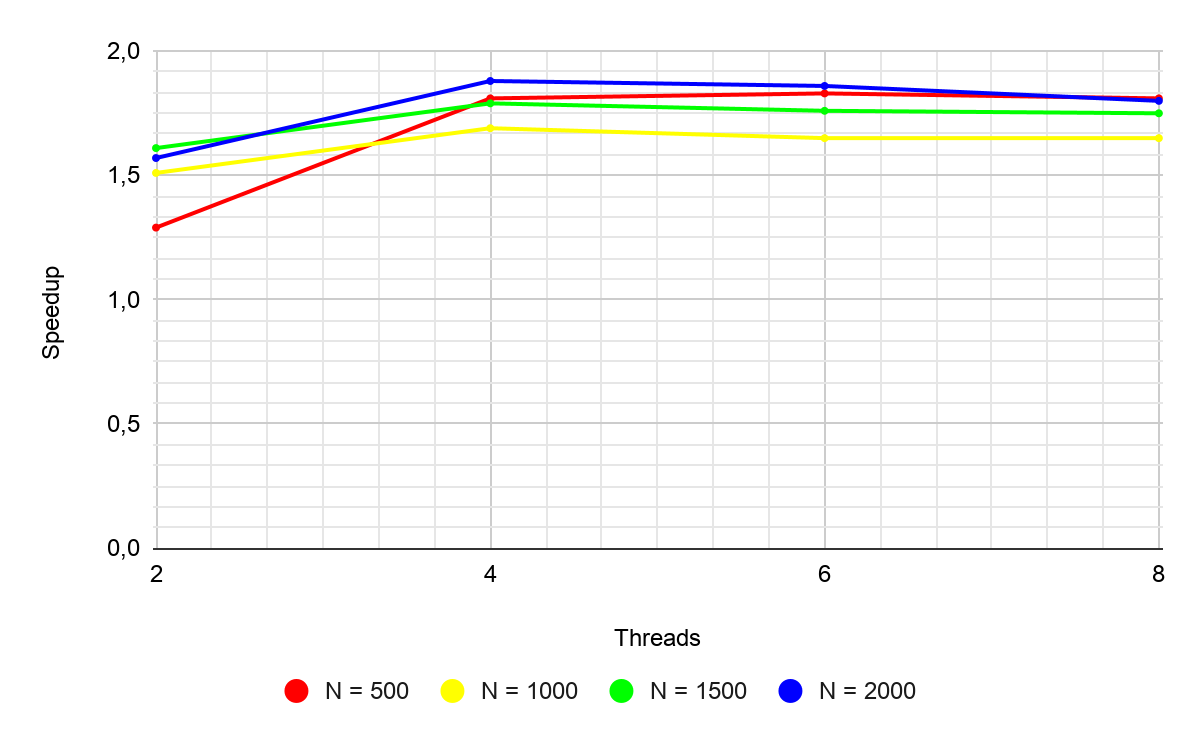 2,0
1,5
1,0
0,5
0,0
Speedup
2 4 6 8
Threads
N = 500 N = 1000 N = 1500 N = 2000